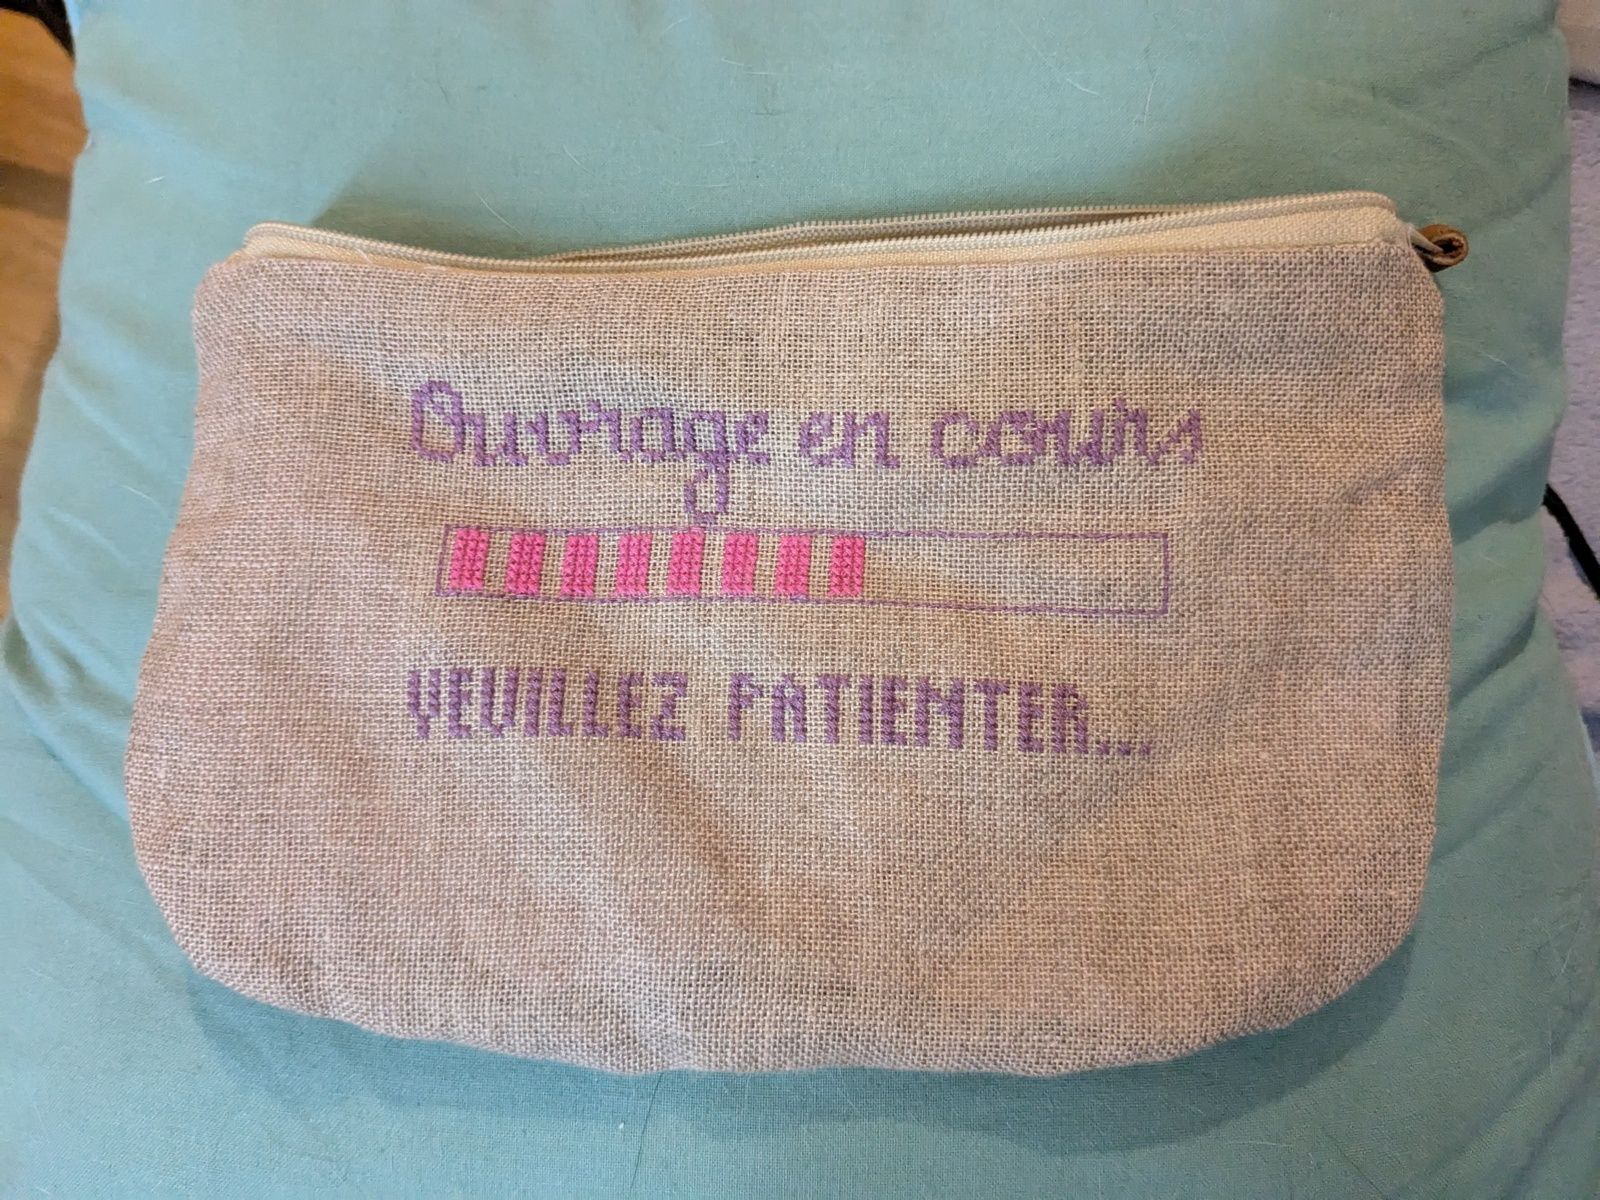 Ouvrage en cours
VEUILLEZ PATIENTER...